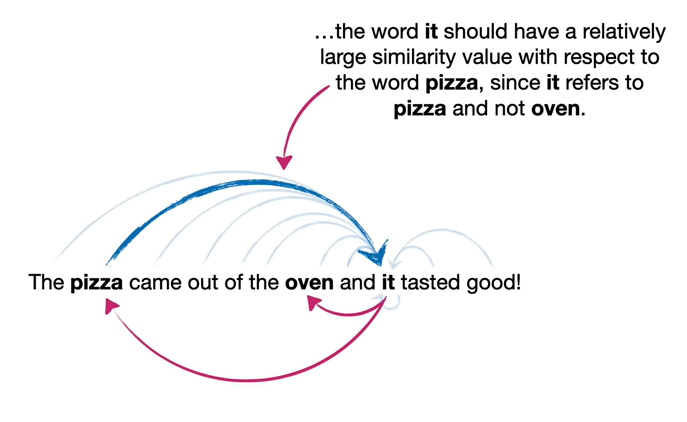 …the word it should have a relatively
large similarity value with respect to
the word pizza, since it refers to
pizza and not oven.
The pizza came out of the oven and it tasted good!